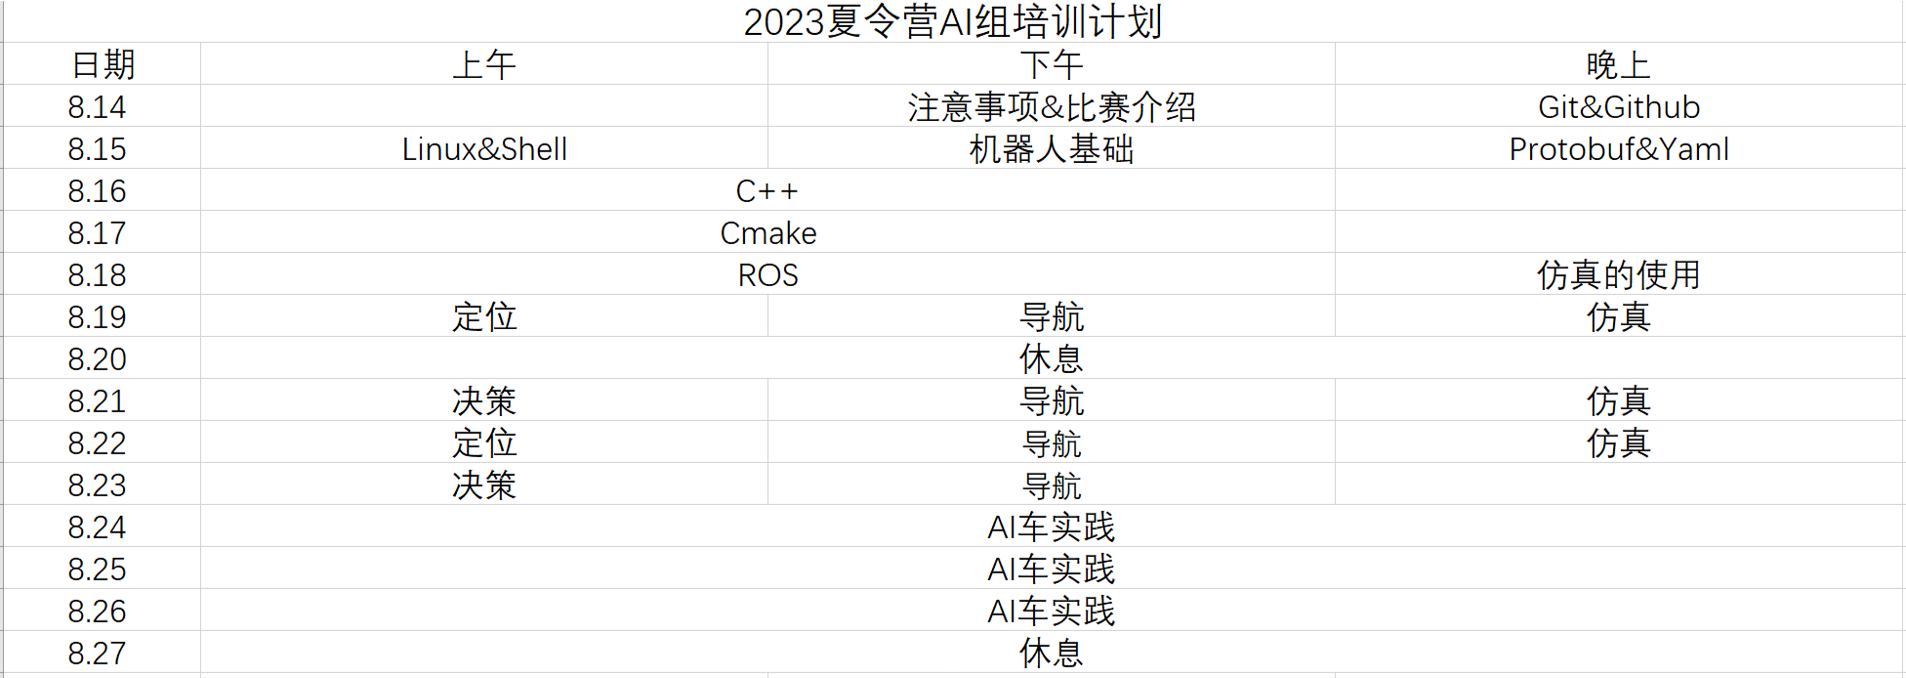 2023夏令营AI组培训计划
日期 上午 下午 晚上
8.14 注意事项&比赛介绍 Git&Github
8.15 Linux&Shell 机器人基础 Protobuf&Yaml
8.16 C++
8.17 Cmake
8.18 ROS 仿真的使用
8.19 定位 导航 仿真
8.20 休息
8.21 决策 导航 仿真
8.22 定位 导航 仿真
8.23 决策 导航
8.24 AI车实践
8.25 AI车实践
8.26 AI车实践
8.27 休息